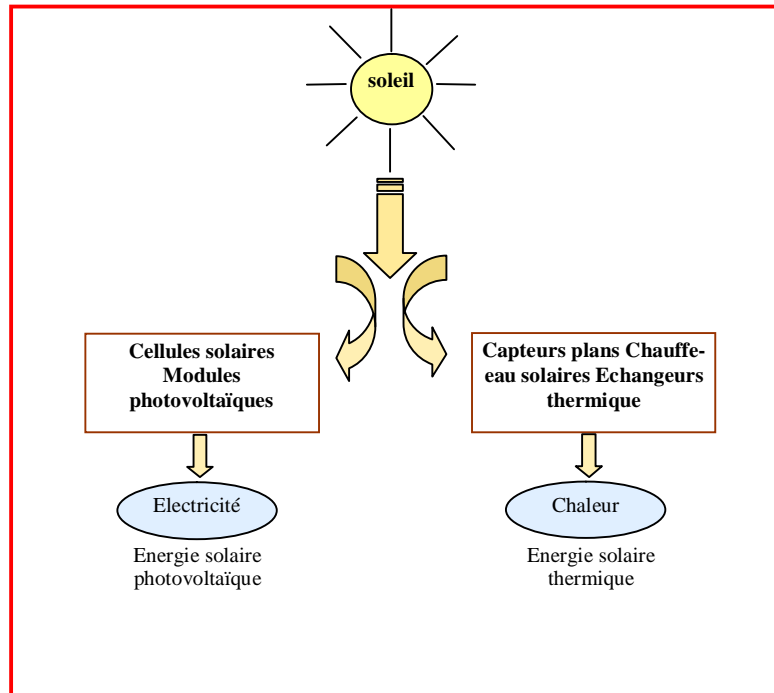 soleil
Cellules solaires
Modules
photovoltaïques
Capteurs plans Chauffe-
eau solaires Echangeurs
thermique
Electricité
Energie solaire
photovoltaïque
Chaleur
Energie solaire
thermique